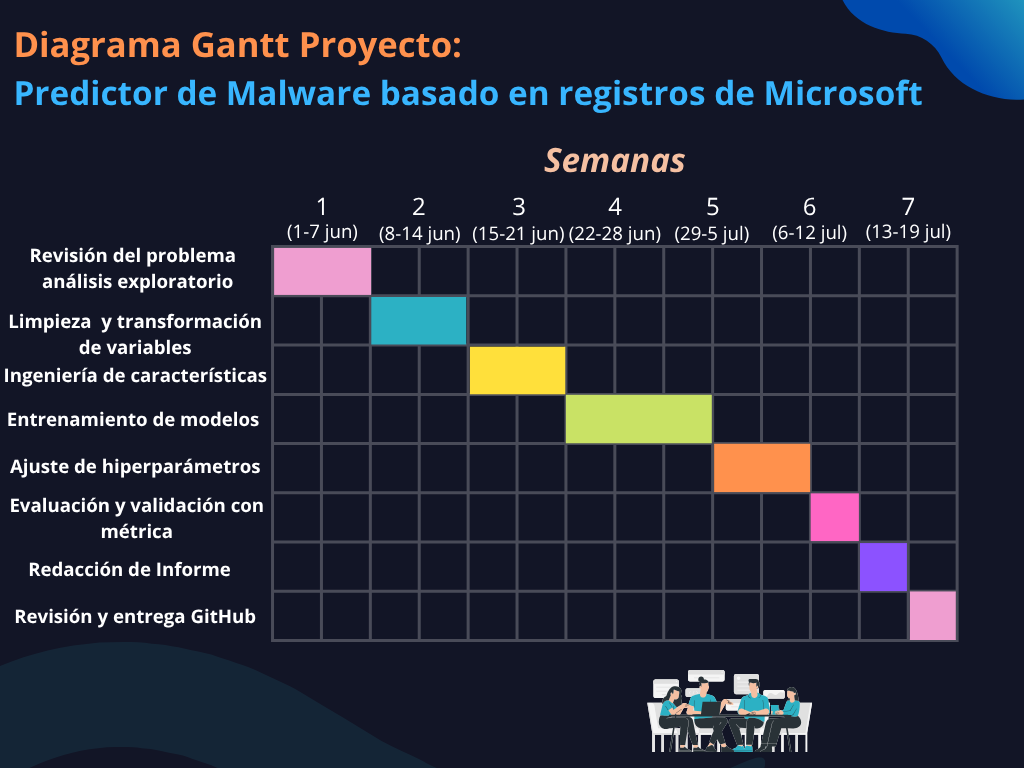 Diagrama Gantt Proyecto:
Predictor de Malware basado en registros de Microsoft
Semanas
1 2 3 4 5 6 7
(1-7 jun) (8-14 jun) (15-21 jun) (22-28 jun) (29-5 jul) (6-12 jul) (13-19 jul)
Revisión del problema
análisis exploratorio
Limpieza y transformación
de variables
Ingeniería de características
Entrenamiento de modelos
Ajuste de hiperparámetros
Evaluación y validación con
métrica
Redacción de Informe
Revisión y entrega GitHub